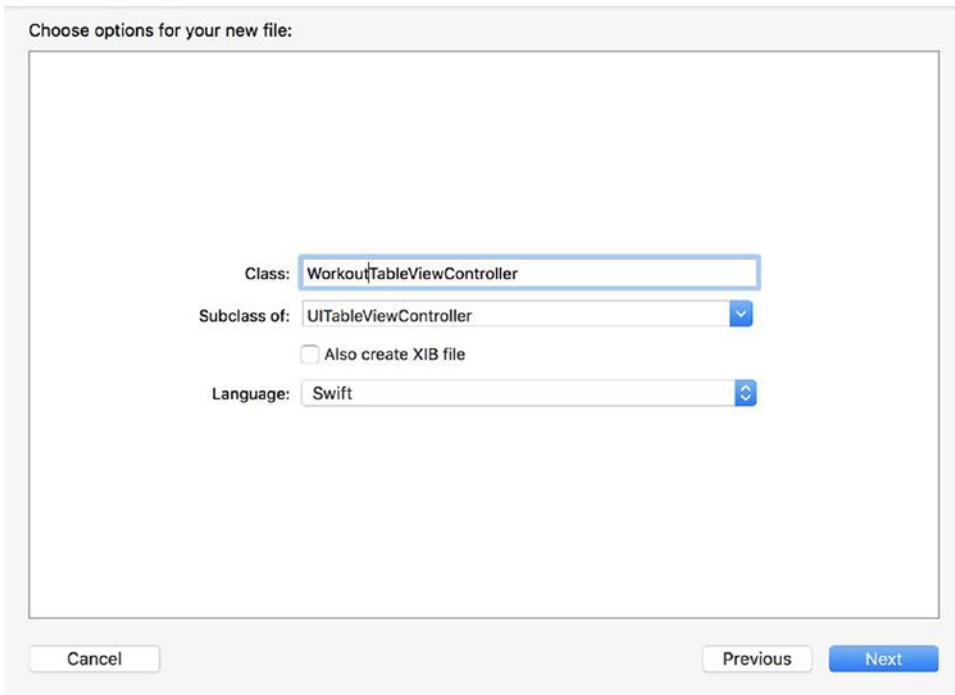 Choose options for your new file:
Class: WorkoutTableViewController
Subclass of: UITableViewController
Also create XIB file
Language: Swift
Cancel Previous Next